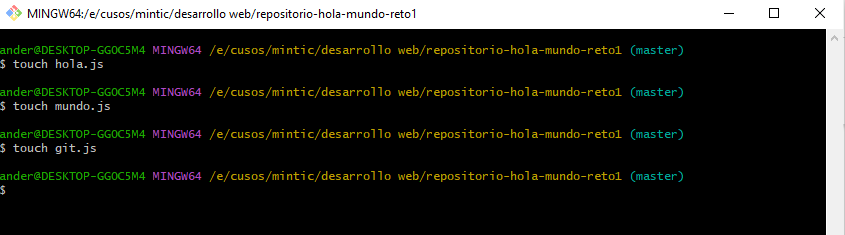 MINGW64:/e/cusos/mintic/desarrollo web/repositorio-hola-mundo-reto1
ander@DESKTOP-GGOC5M4 MINGW64 /e/cusos/mintic/desarrollo web/repositorio-hola-mundo-reto1 (master)
$ touch hola.js
ander@DESKTOP-GGOC5M4 MINGW64 /e/cusos/mintic/desarrollo web/repositorio-hola-mundo-reto1 (master)
$ touch mundo.js
ander@DESKTOP-GGOC5M4 MINGW64 /e/cusos/mintic/desarrollo web/repositorio-hola-mundo-reto1 (master)
$ touch git.js
ander@DESKTOP-GGOC5M4 MINGW64 /e/cusos/mintic/desarrollo web/repositorio-hola-mundo-reto1 (master)
$